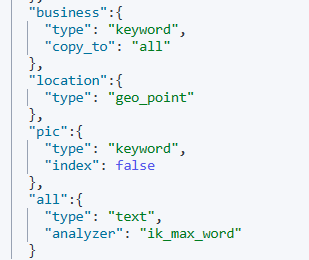 "business":{
"type": "keyword",
"copy_to": "all"
},
"location":{
"type": "geo_point"
},
"pic":{
"type": "keyword",
"index": false
},
"all":{
"type": "text",
"analyzer": "ik_max_word"
}